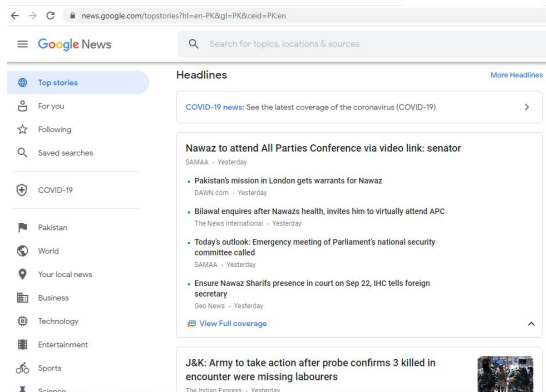 news.google.com/topstories?hl=en-PK&gl=PK&ceid=PK:en
Google News
Search for topics, locations & sources
Top stories
For you
Following
Saved searches
COVID-19
Pakistan
World
Your local news
Business
Technology
Entertainment
Sports
Science
Headlines
More Headlines
COVID-19 news: See the latest coverage of the coronavirus (COVID-19)
Nawaz to attend All Parties Conference via video link: senator
SAMAA · Yesterday
• Pakistan's mission in London gets warrants for Nawaz
DAWN.com · Yesterday
• Bilawal enquires after Nawazs health, invites him to virtually attend APC
The News International · Yesterday
• Today's outlook: Emergency meeting of Parliament's national security
committee called
SAMAA · Yesterday
• Ensure Nawaz Sharifs presence in court on Sep 22, IHC tells foreign
secretary
Geo News · Yesterday
View Full coverage
J&K: Army to take action after probe confirms 3 killed in
encounter were missing labourers
The Indian Express · Yesterday